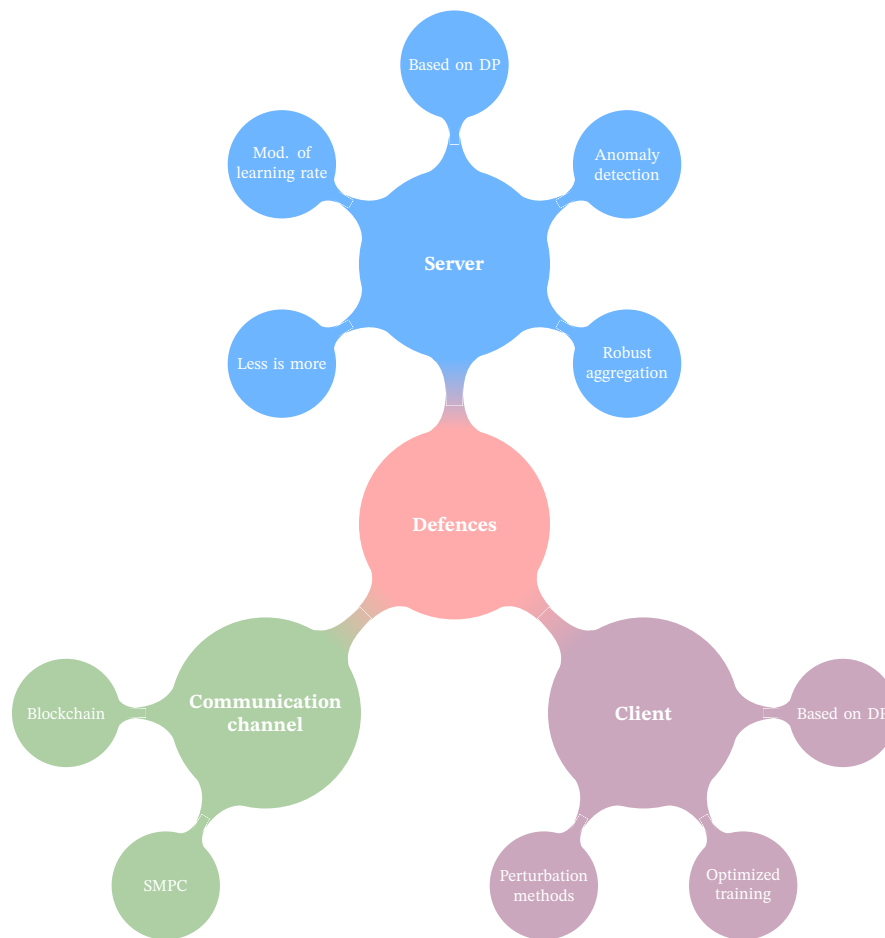 Based on DP
Mod. of
learning rate
Anomaly
detection
Server
Less is more
Robust
aggregation
Defences
Communication
channel
Blockchain
Client
Based on DP
SMPC
Perturbation
methods
Optimized
training